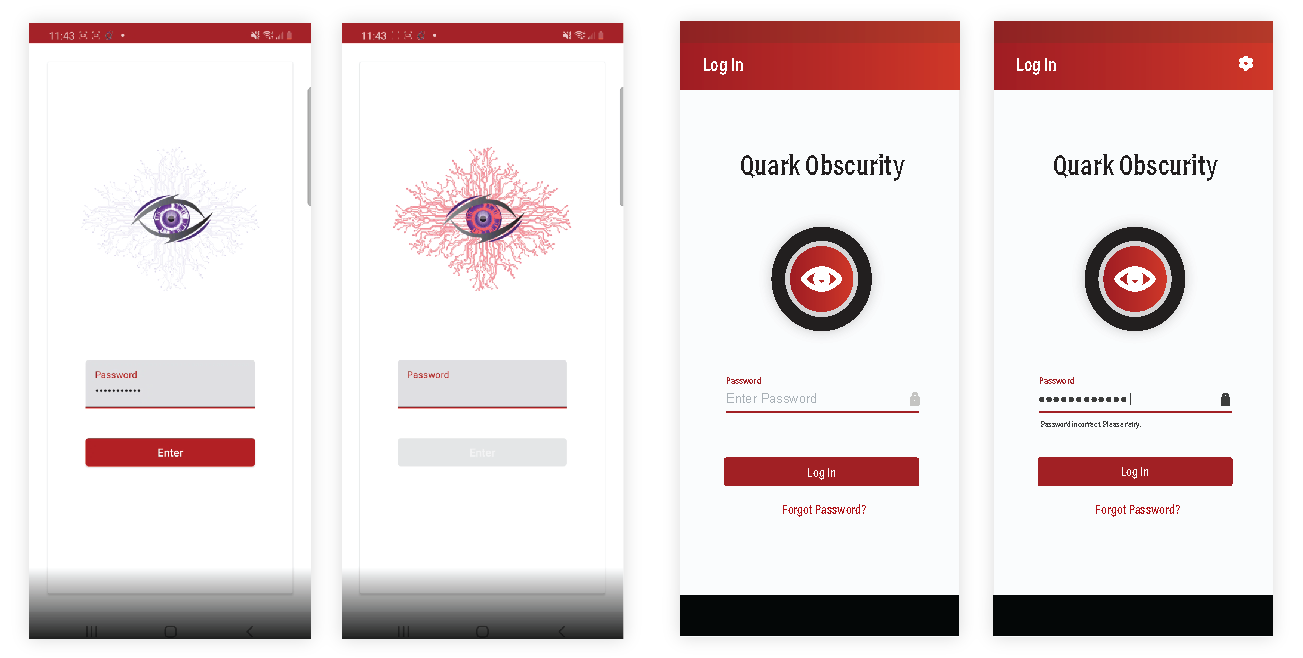 11:43
Password
•••••••••••
Enter
11:43
Password
Enter
Log In
Quark Obscurity
Password
Enter Password
Log In
Forgot Password?
Log In
Quark Obscurity
Password
••••••••••••|
Password incorrect. Please retry.
Log In
Forgot Password?